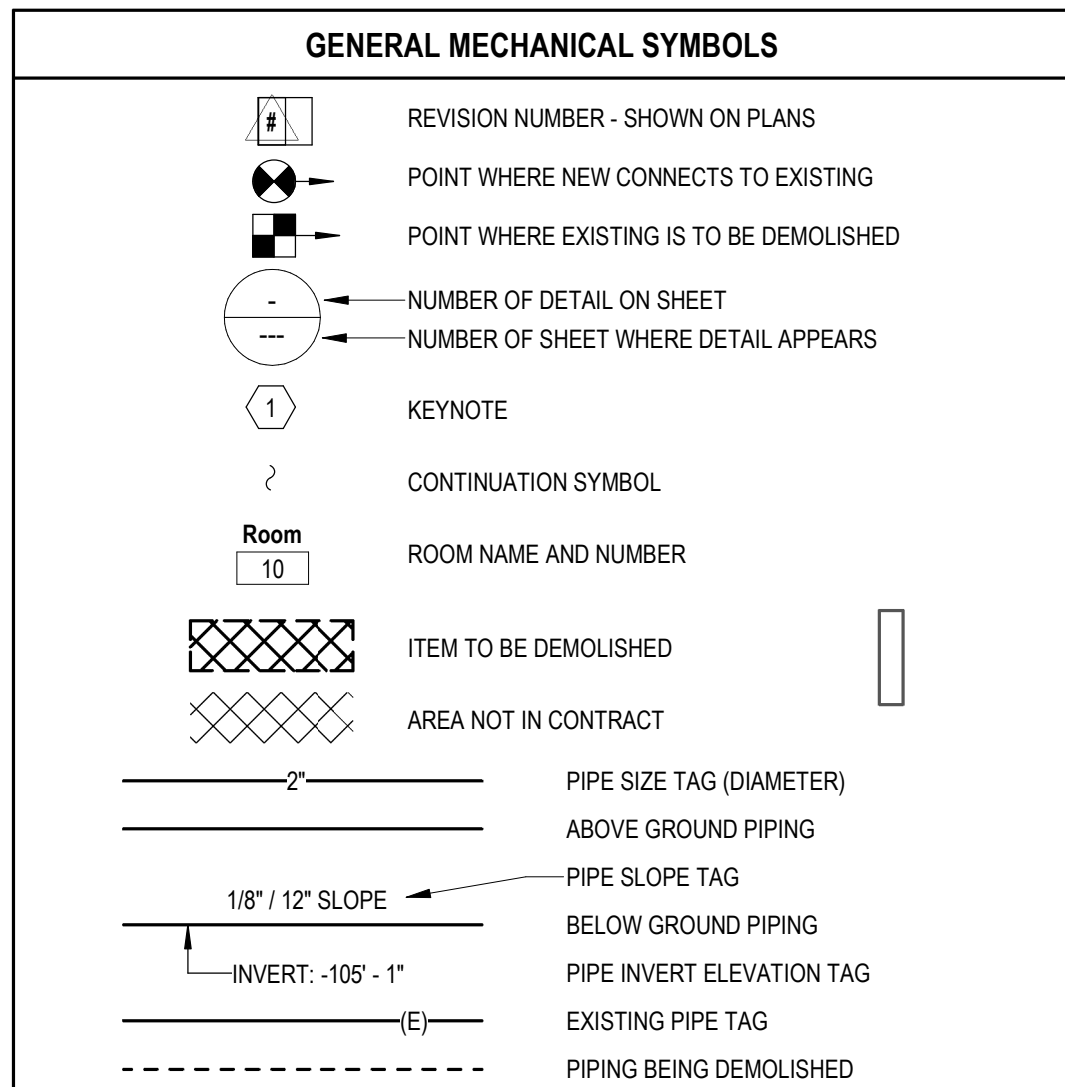 GENERAL MECHANICAL SYMBOLS
# REVISION NUMBER - SHOWN ON PLANS
POINT WHERE NEW CONNECTS TO EXISTING
POINT WHERE EXISTING IS TO BE DEMOLISHED
- NUMBER OF DETAIL ON SHEET
--- NUMBER OF SHEET WHERE DETAIL APPEARS
1 KEYNOTE
CONTINUATION SYMBOL
Room
10 ROOM NAME AND NUMBER
ITEM TO BE DEMOLISHED
AREA NOT IN CONTRACT
2" PIPE SIZE TAG (DIAMETER)
ABOVE GROUND PIPING
PIPE SLOPE TAG
1/8" / 12" SLOPE
BELOW GROUND PIPING
INVERT: -105' - 1" PIPE INVERT ELEVATION TAG
(E) EXISTING PIPE TAG
PIPING BEING DEMOLISHED